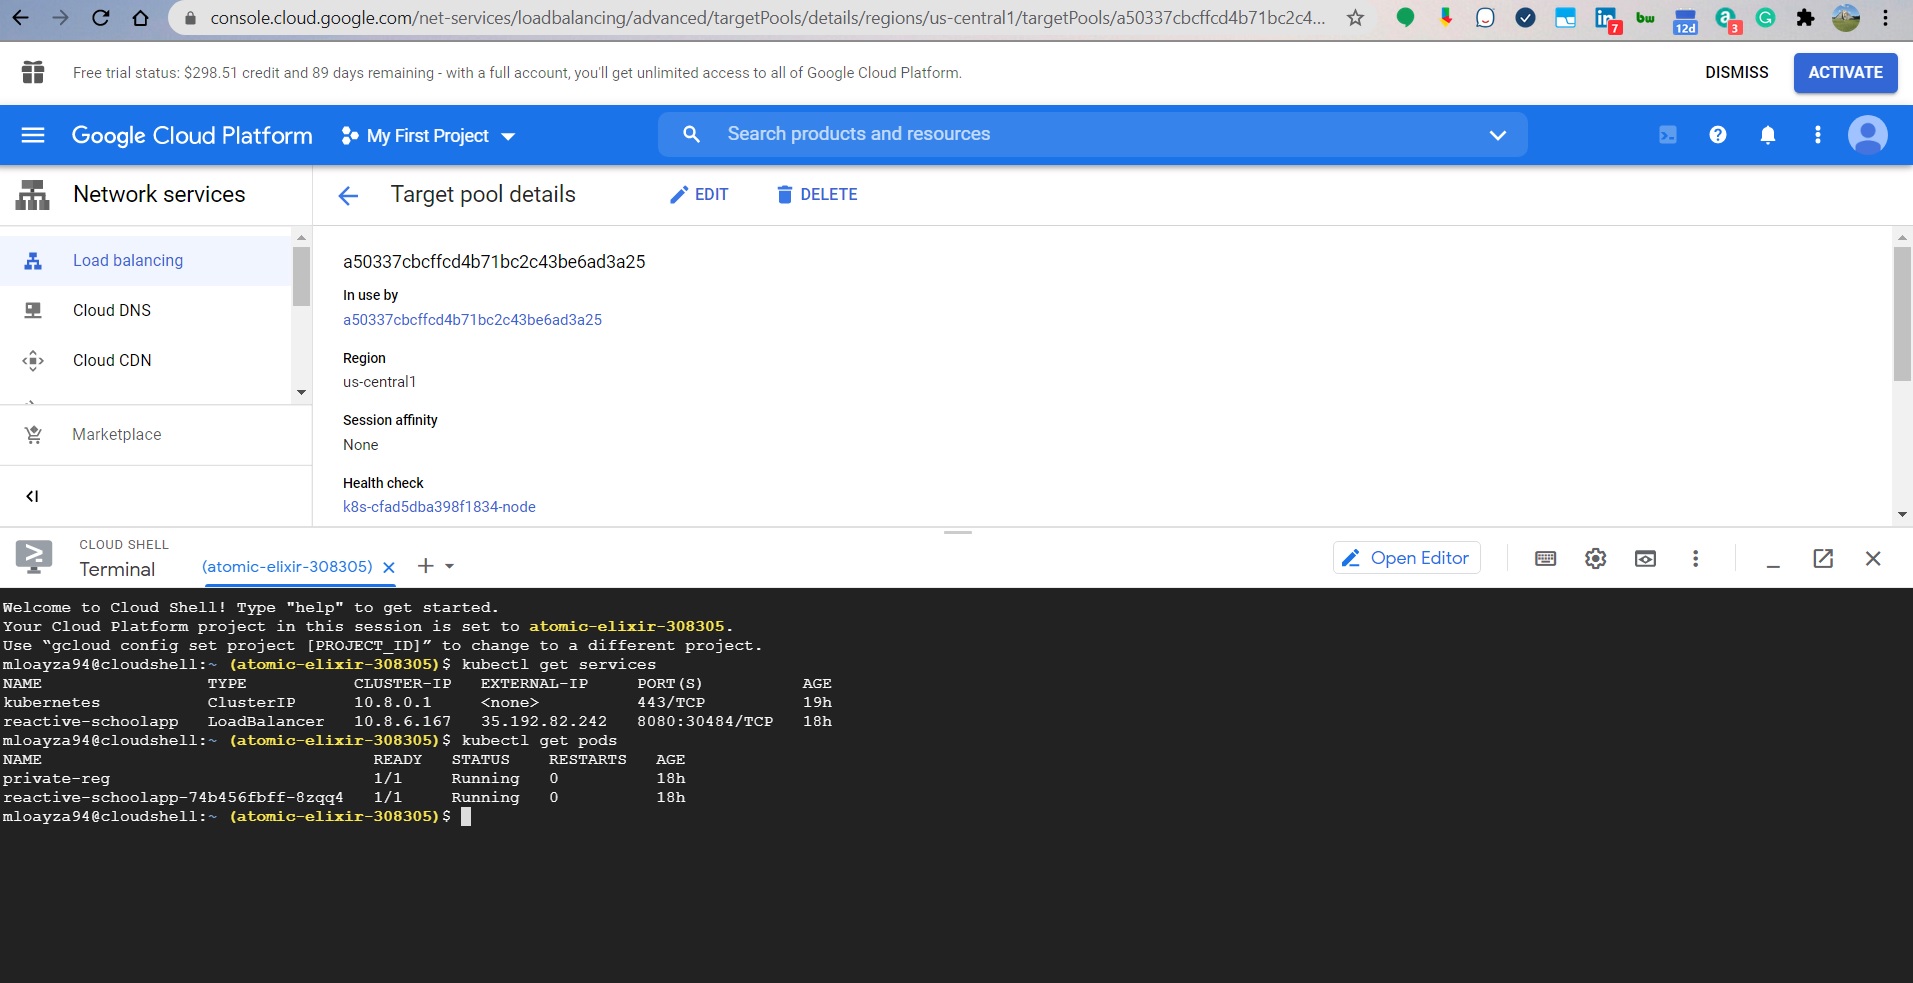 console.cloud.google.com/net-services/loadbalancing/advanced/targetPools/details/regions/us-central1/targetPools/a50337cbcffcd4b71bc2c4...
7
bw
12d
3
Free trial status: $298.51 credit and 89 days remaining - with a full account, you'll get unlimited access to all of Google Cloud Platform.
DISMISS
ACTIVATE
Google Cloud Platform
My First Project
Search products and resources
Network services
Target pool details
EDIT
DELETE
Load balancing
Cloud DNS
Cloud CDN
Marketplace
a50337cbcffcd4b71bc2c43be6ad3a25
In use by
a50337cbcffcd4b71bc2c43be6ad3a25
Region
us-central1
Session affinity
None
Health check
k8s-cfad5dba398f1834-node
CLOUD SHELL
Terminal
(atomic-elixir-308305)
Open Editor
Welcome to Cloud Shell! Type "help" to get started.
Your Cloud Platform project in this session is set to atomic-elixir-308305.
Use “gcloud config set project [PROJECT_ID]” to change to a different project.
mloayza94@cloudshell:~ (atomic-elixir-308305)$ kubectl get services
NAME TYPE CLUSTER-IP EXTERNAL-IP PORT(S) AGE
kubernetes ClusterIP 10.8.0.1 <none> 443/TCP 19h
reactive-schoolapp LoadBalancer 10.8.6.167 35.192.82.242 8080:30484/TCP 18h
mloayza94@cloudshell:~ (atomic-elixir-308305)$ kubectl get pods
NAME READY STATUS RESTARTS AGE
private-reg 1/1 Running 0 18h
reactive-schoolapp-74b456fbff-8zqq4 1/1 Running 0 18h
mloayza94@cloudshell:~ (atomic-elixir-308305)$